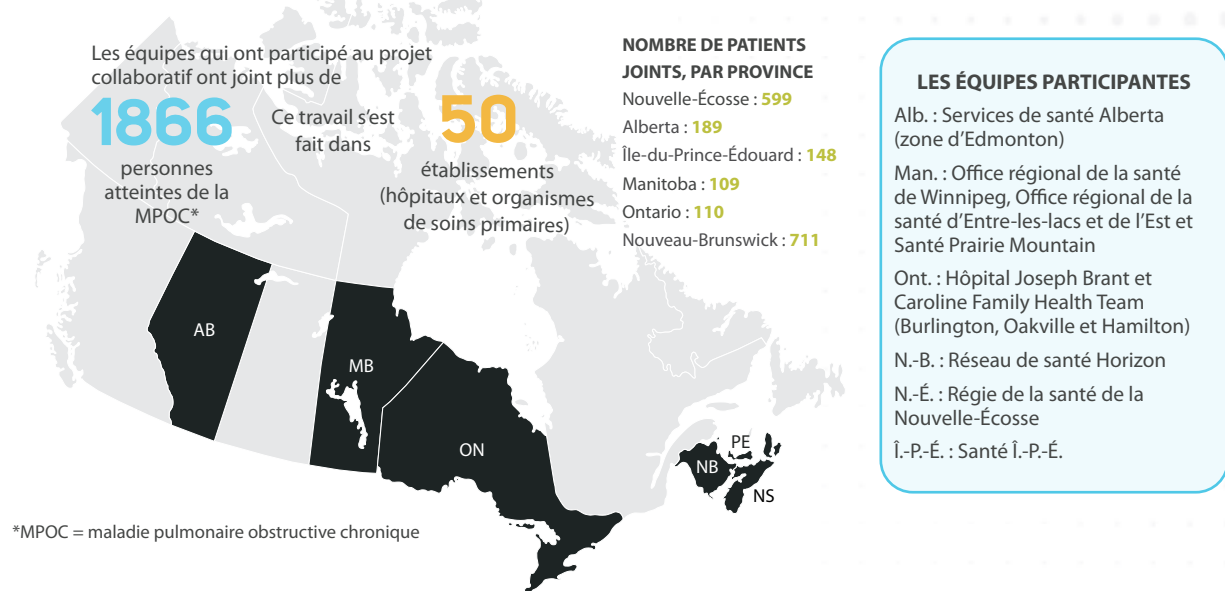 Les équipes qui ont participé au projet
collaboratif ont joint plus de
1866
personnes
atteintes de la
MPOC*
Ce travail s'est
fait dans
50
établissements
(hôpitaux et organismes
de soins primaires)
NOMBRE DE PATIENTS
JOINTS, PAR PROVINCE
Nouvelle-Écosse : 599
Alberta : 189
Île-du-Prince-Édouard : 148
Manitoba : 109
Ontario : 110
Nouveau-Brunswick : 711
AB
MB
ON
NB
PE
NS
*MPOC = maladie pulmonaire obstructive chronique
LES ÉQUIPES PARTICIPANTES
Alb. : Services de santé Alberta
(zone d'Edmonton)
Man. : Office régional de la santé
de Winnipeg, Office régional de la
santé d'Entre-les-lacs et de l'Est et
Santé Prairie Mountain
Ont. : Hôpital Joseph Brant et
Caroline Family Health Team
(Burlington, Oakville et Hamilton)
N.-B. : Réseau de santé Horizon
N.-É. : Régie de la santé de la
Nouvelle-Écosse
Î.-P.-É. : Santé Î.-P.-É.